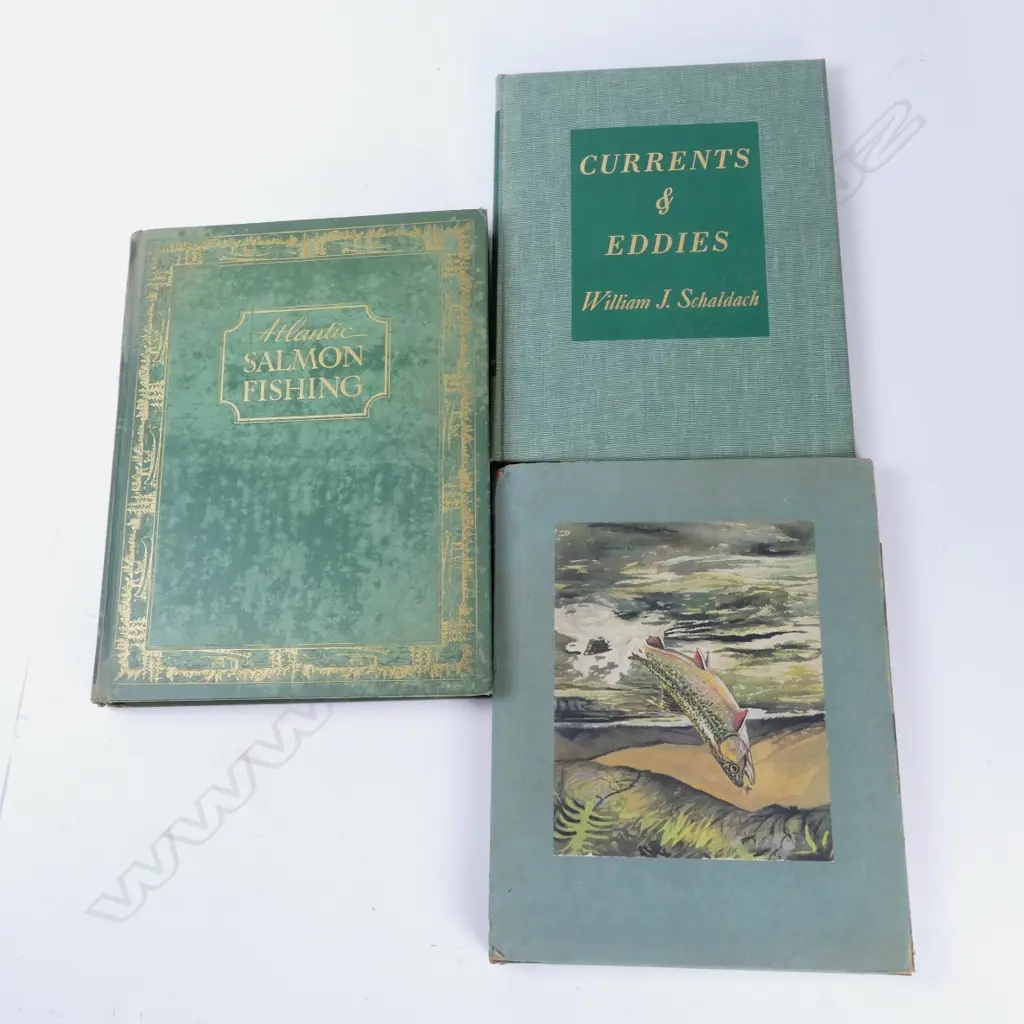 Atlantic
SALMON
FISHING
CURRENTS
&
EDDIES
William J. Schaldach